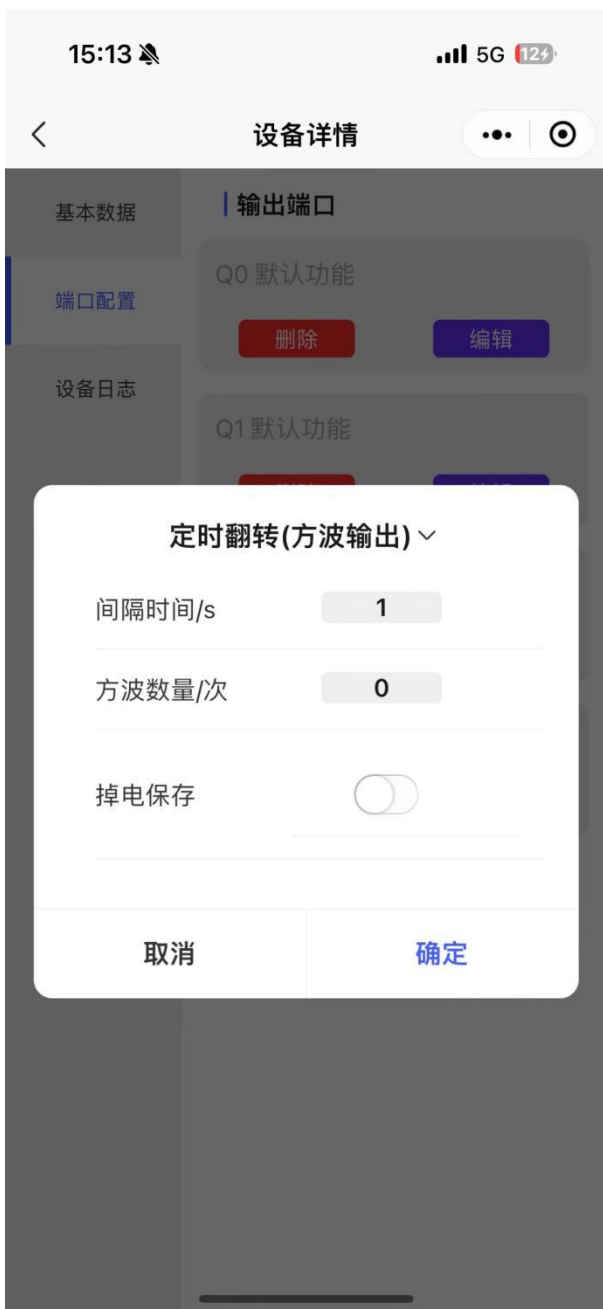 15:13 5G 12
设备详情
基本数据
输出端口
Q0 默认功能
端口配置
删除 编辑
设备日志
Q1 默认功能
定时翻转(方波输出)
间隔时间/s 1
方波数量/次 0
掉电保存
取消 确定